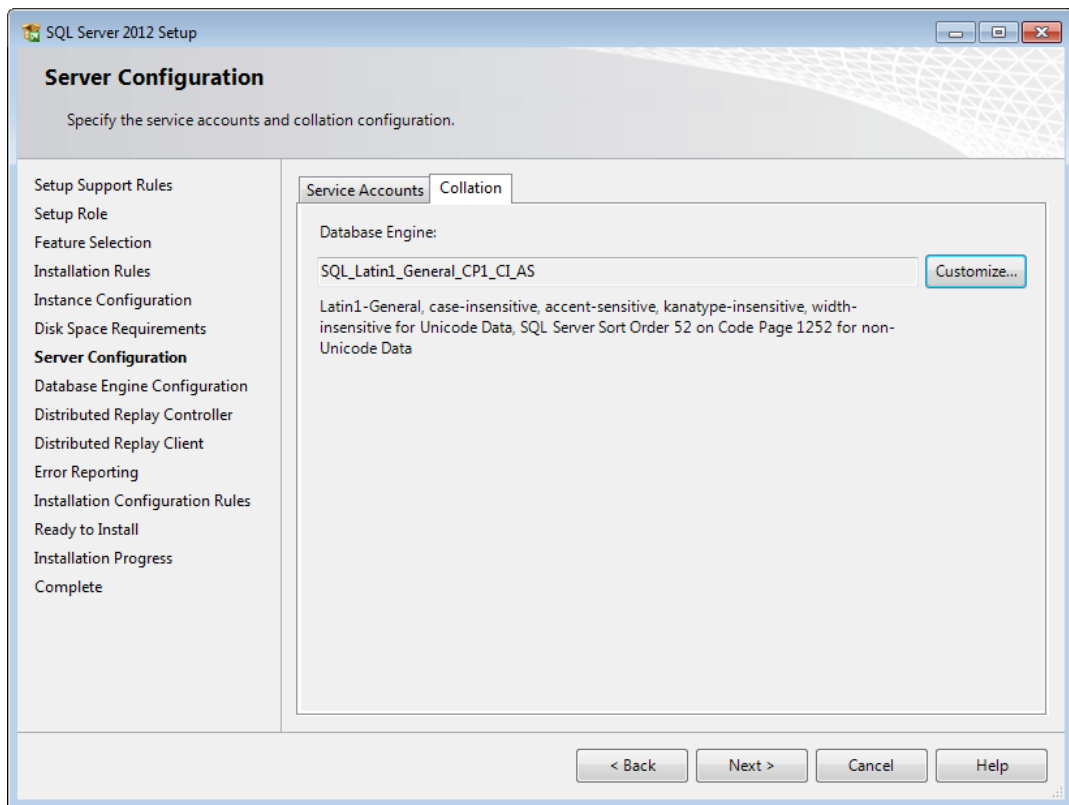 SQL Server 2012 Setup
Server Configuration
Specify the service accounts and collation configuration.
Setup Support Rules
Setup Role
Feature Selection
Installation Rules
Instance Configuration
Disk Space Requirements
Server Configuration
Database Engine Configuration
Distributed Replay Controller
Distributed Replay Client
Error Reporting
Installation Configuration Rules
Ready to Install
Installation Progress
Complete
Service Accounts Collation
Database Engine:
SQL_Latin1_General_CP1_CI_AS Customize...
Latin1-General, case-insensitive, accent-sensitive, kanatype-insensitive, width-
insensitive for Unicode Data, SQL Server Sort Order 52 on Code Page 1252 for non-
Unicode Data
< Back Next > Cancel Help